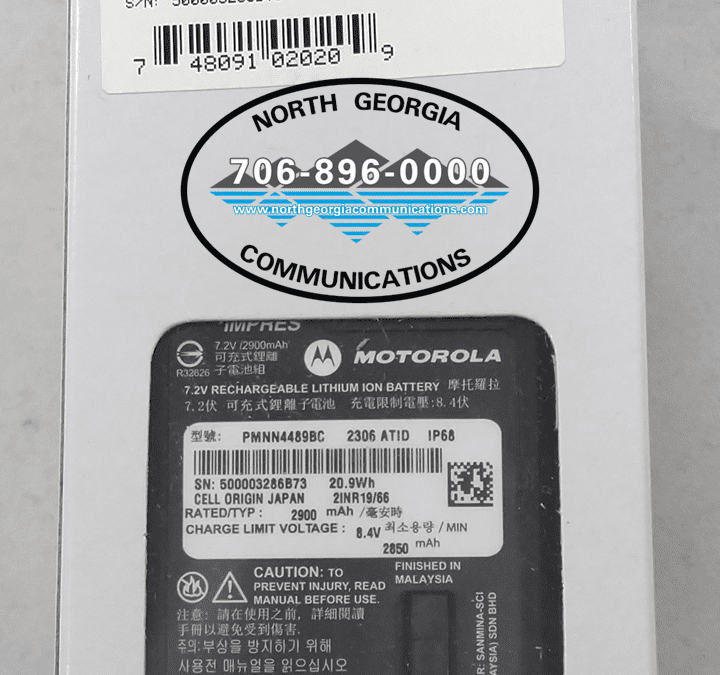 S/N:
7 48091 02020 9
NORTH GEORGIA
706-896-0000
www.northgeorgiacommunications.com
COMMUNICATIONS
IMPRES
7.2V /2900mAh
可充式鋰離
子電池組
R32626
MOTOROLA
7.2V RECHARGEABLE LITHIUM ION BATTERY 摩托羅拉
7.2伏 可充式鋰離子電池 充電限制電壓:8.4伏
型號: PMNN4489BC 2306 ATID IP68
SN: 500003286B73 20.9Wh
CELL ORIGIN JAPAN 2INR19/66
RATED/TYP : 2900 mAh /毫安時
CHARGE LIMIT VOLTAGE : 8.4V 최소용량 / MIN
2850 mAh
CAUTION: TO
PREVENT INJURY, READ
MANUAL BEFORE USE.
注意: 請在使用之前, 詳細閱讀
手冊以避免受到傷害.
주의: 부상을 방지하기 위해
사용전 매뉴얼을 읽으십시오
FINISHED IN
MALAYSIA
R: SANMINA-SCI
AYSIA) SDN BHD